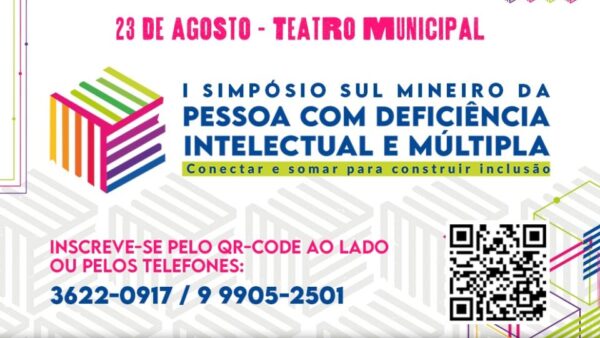 23 DE AGOSTO - TEATRO MUNICIPAL
I SIMPÓSIO SUL MINEIRO DA
PESSOA COM DEFICIÊNCIA
INTELECTUAL E MÚLTIPLA
Conectar e somar para construir inclusão
INSCREVE-SE PELO QR-CODE AO LADO
OU PELOS TELEFONES:
3622-0917 / 9 9905-2501